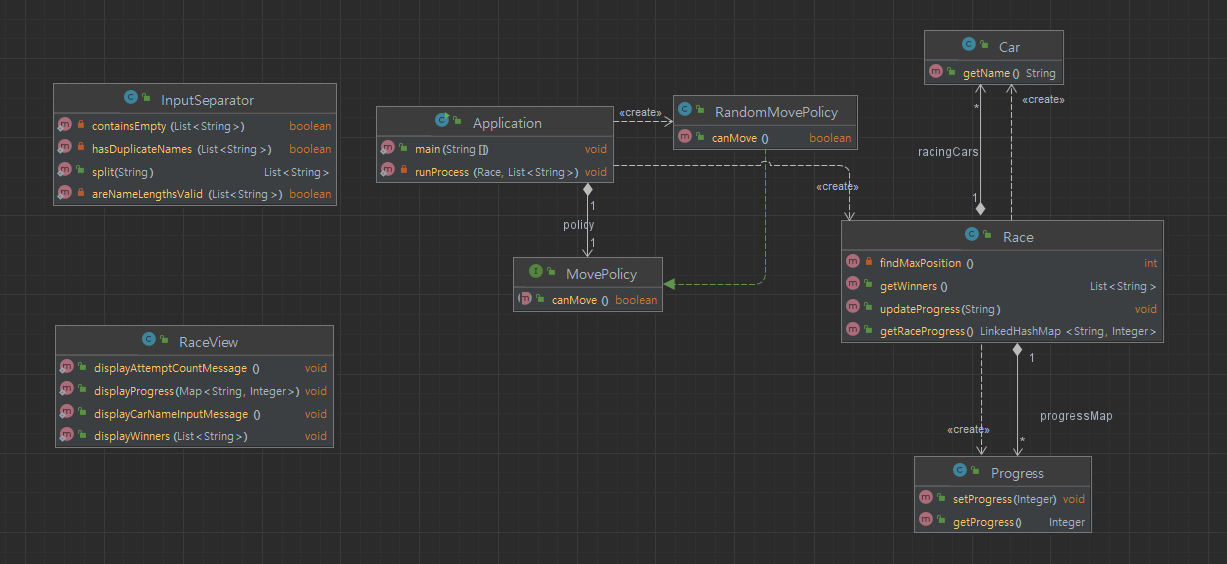 InputSeparator
containsEmpty (List<String>) boolean
hasDuplicateNames (List<String>) boolean
split(String) List<String>
areNameLengthsValid (List<String>) boolean
RaceView
displayAttemptCountMessage () void
displayProgress(Map<String, Integer>) void
displayCarNameInputMessage () void
displayWinners (List<String>) void
Application
main(String []) void
runProcess (Race, List<String>) void
«create»
RandomMovePolicy
canMove () boolean
«create»
1
policy
1
MovePolicy
canMove () boolean
Car
getName() String
*
«create»
racingCars
1
Race
findMaxPosition () int
getWinners () List<String>
updateProgress(String) void
getRaceProgress() LinkedHashMap <String, Integer>
1
progressMap
«create»
*
Progress
setProgress(Integer) void
getProgress() Integer